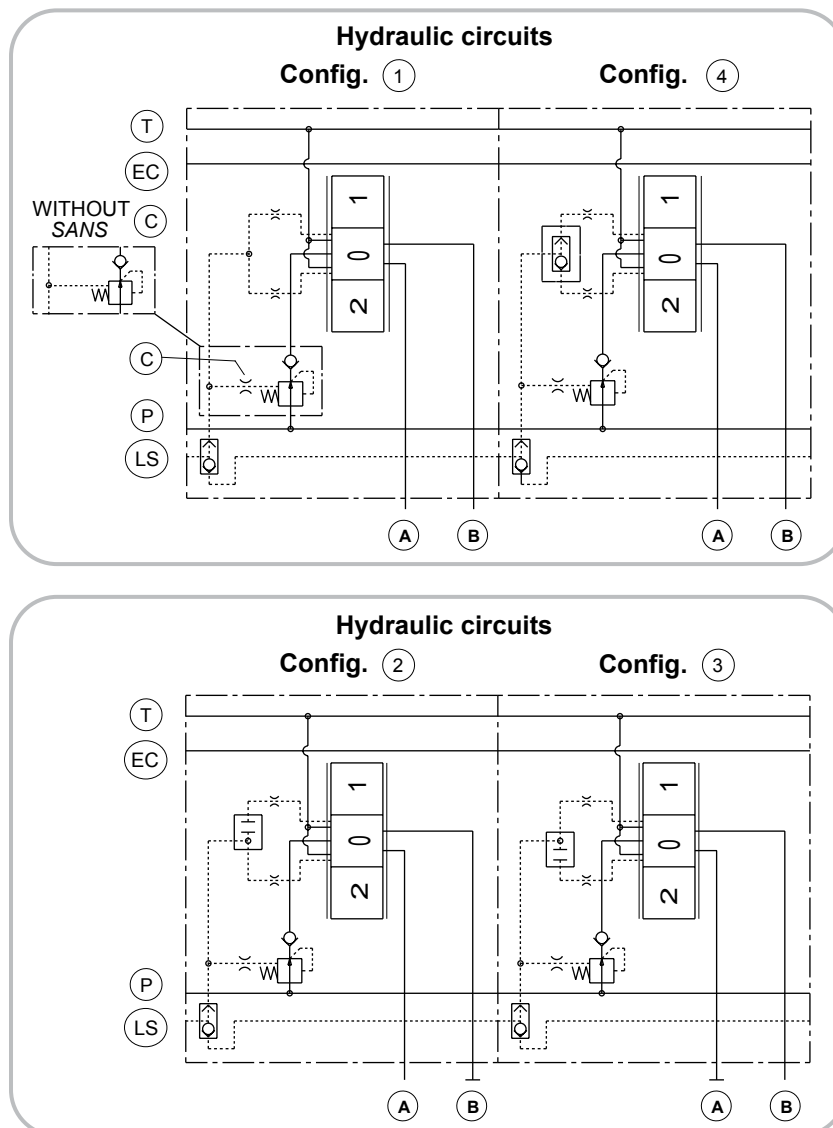 Hydraulic circuits
Config. 1 Config. 4
T
EC
WITHOUT C
SANS
1 1
0 0
2 2
C
P
LS
A B A B
Hydraulic circuits
Config. 2 Config. 3
T
EC
1 1
0 0
2 2
P
LS
A B A B